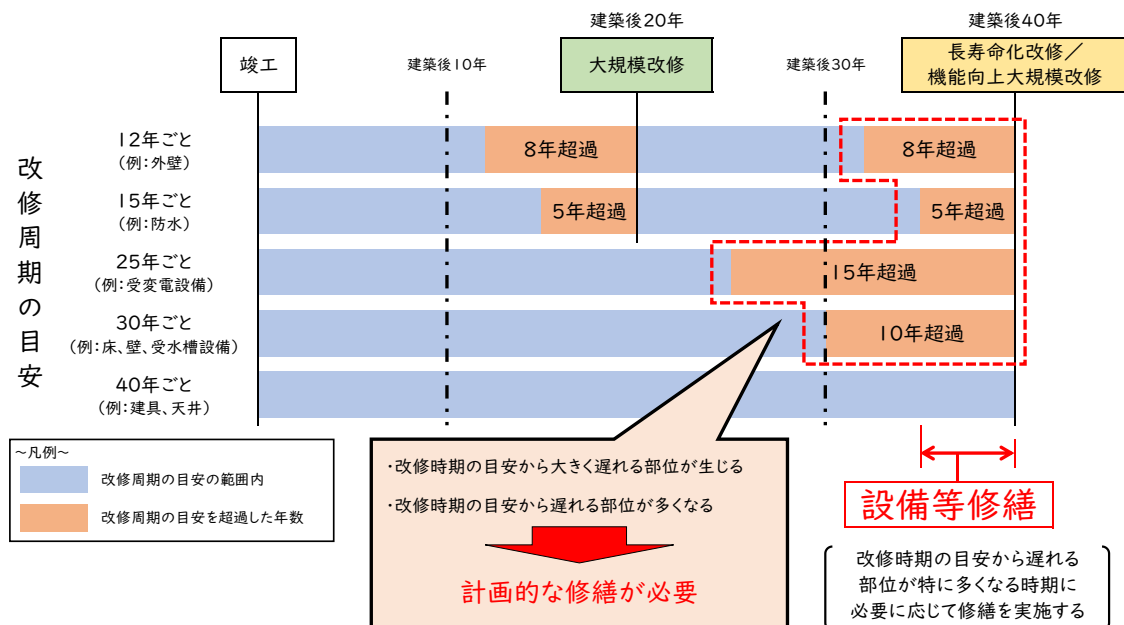 建築後20年
建築後40年
竣工
建築後10年
大規模改修
建築後30年
長寿命化改修／
機能向上大規模改修
改修周期の目安
12年ごと
(例:外壁)
8年超過
8年超過
15年ごと
(例:防水)
5年超過
5年超過
25年ごと
(例:受変電設備)
15年超過
30年ごと
(例:床、壁、受水槽設備)
10年超過
40年ごと
(例:建具、天井)
～凡例～
改修周期の目安の範囲内
改修周期の目安を超過した年数
・改修時期の目安から大きく遅れる部位が生じる
・改修時期の目安から遅れる部位が多くなる
計画的な修繕が必要
設備等修繕
改修時期の目安から遅れる
部位が特に多くなる時期に
必要に応じて修繕を実施する